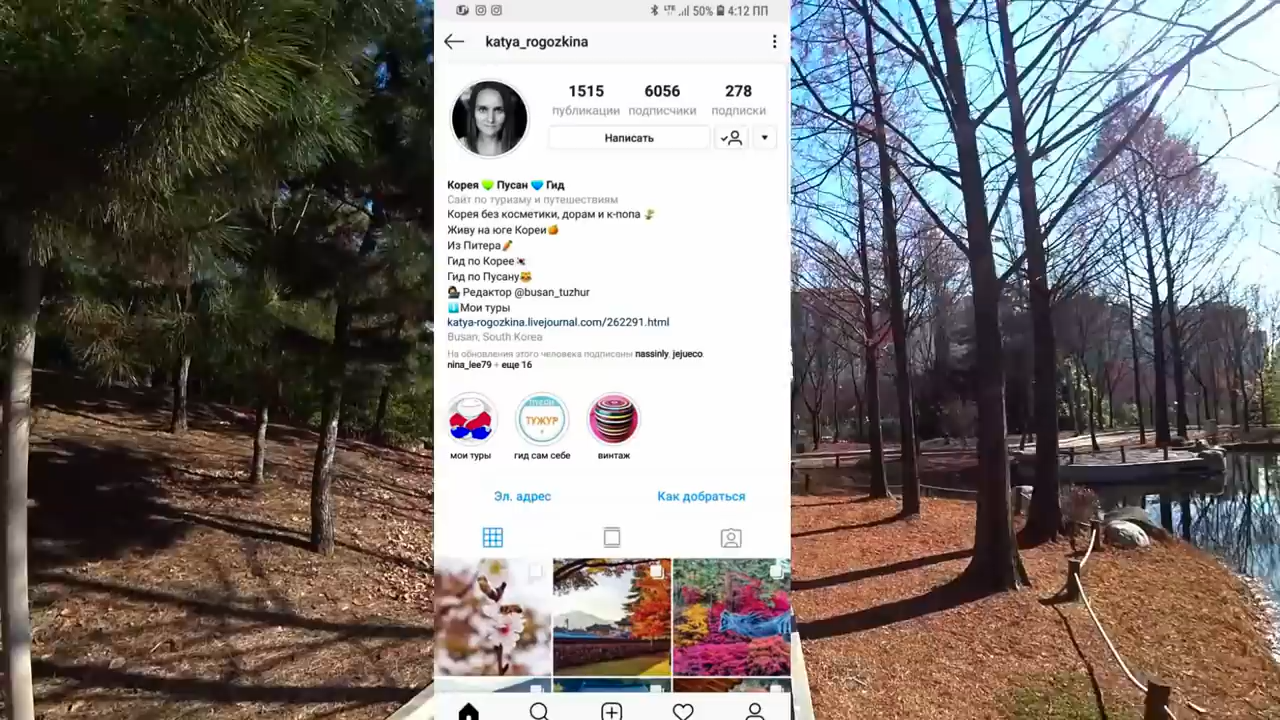 LTE 50% 4:12 ПП
katya_rogozkina
1515 6056 278
публикации подписчики подписки
Написать
Корея 💚 Пусан 💙 Гид
Сайт по туризму и путешествиям
Корея без косметики, дорам и к-попа
Живу на юге Кореи
Из Питера
Гид по Корее
Гид по Пусану
Редактор @busan_tuzhur
Мои туры
katya-rogozkina.livejournal.com/262291.html
Busan, South Korea
На обновления этого человека подписаны nassinly, jejueco,
nina_lee79 + еще 16
ТУЖУР
мои туры гид сам себе винтаж
Эл. адрес Как добраться